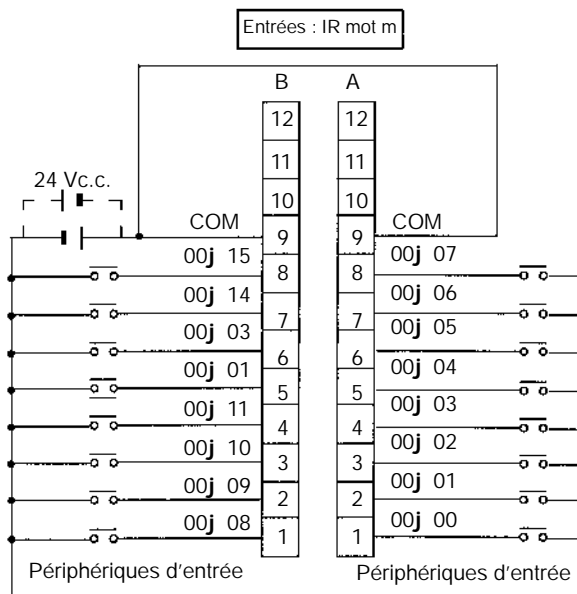 Entrées : IR mot m
B A
12 12
11 11
24 Vc.c. 10 10
COM 9 9 COM
00j 15 8 8 00j 07
00j 14 7 7 00j 06
00j 03 6 6 00j 05
00j 01 5 5 00j 04
00j 11 4 4 00j 03
00j 10 3 3 00j 02
00j 09 2 2 00j 01
00j 08 1 1 00j 00
Périphériques d'entrée Périphériques d'entrée